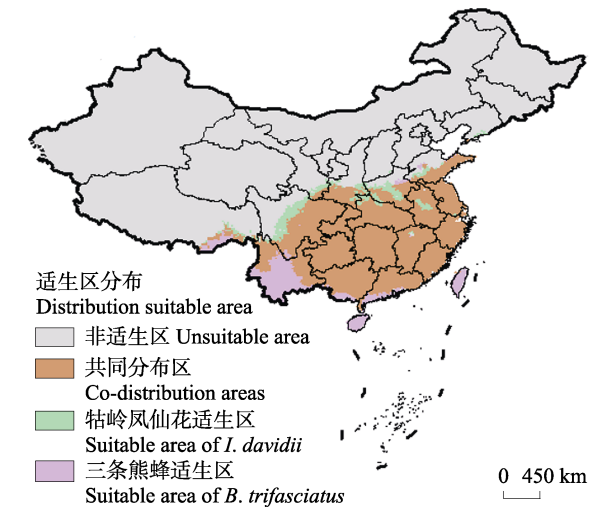 适生区分布
Distribution suitable area
非适生区 Unsuitable area
共同分布区
Co-distribution areas
牯岭凤仙花适生区
Suitable area of I. davidii
三条熊蜂适生区
Suitable area of B. trifasciatus
0 450 km